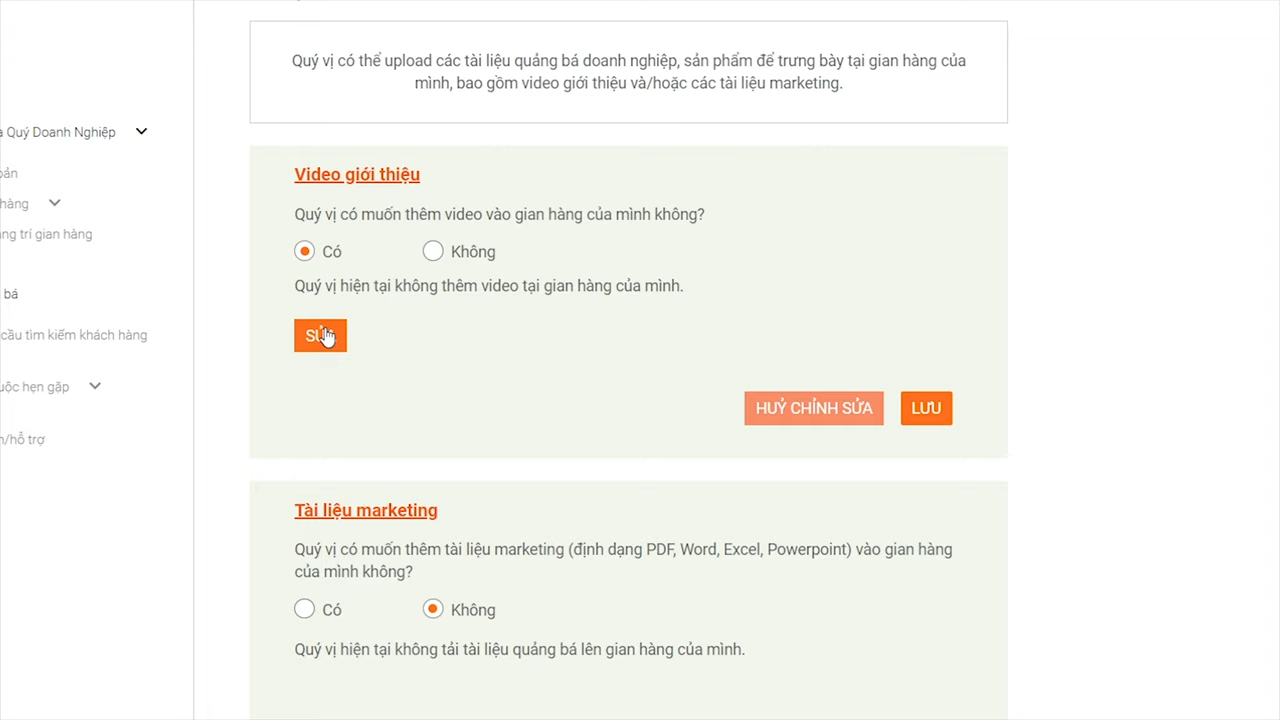 Quý vị có thể upload các tài liệu quảng bá doanh nghiệp, sản phẩm để trưng bày tại gian hàng của
mình, bao gồm video giới thiệu và/hoặc các tài liệu marketing.
Quý Doanh Nghiệp
hàng
trí gian hàng
bá
cầu tìm kiếm khách hàng
hẹn gặp
hỗ trợ
Video giới thiệu
Quý vị có muốn thêm video vào gian hàng của mình không?
Có
Không
Quý vị hiện tại không thêm video tại gian hàng của mình.
HUỶ CHỈNH SỬA
LƯU
Tài liệu marketing
Quý vị có muốn thêm tài liệu marketing (định dạng PDF, Word, Excel, Powerpoint) vào gian hàng
của mình không?
Có
Không
Quý vị hiện tại không tải tài liệu quảng bá lên gian hàng của mình.